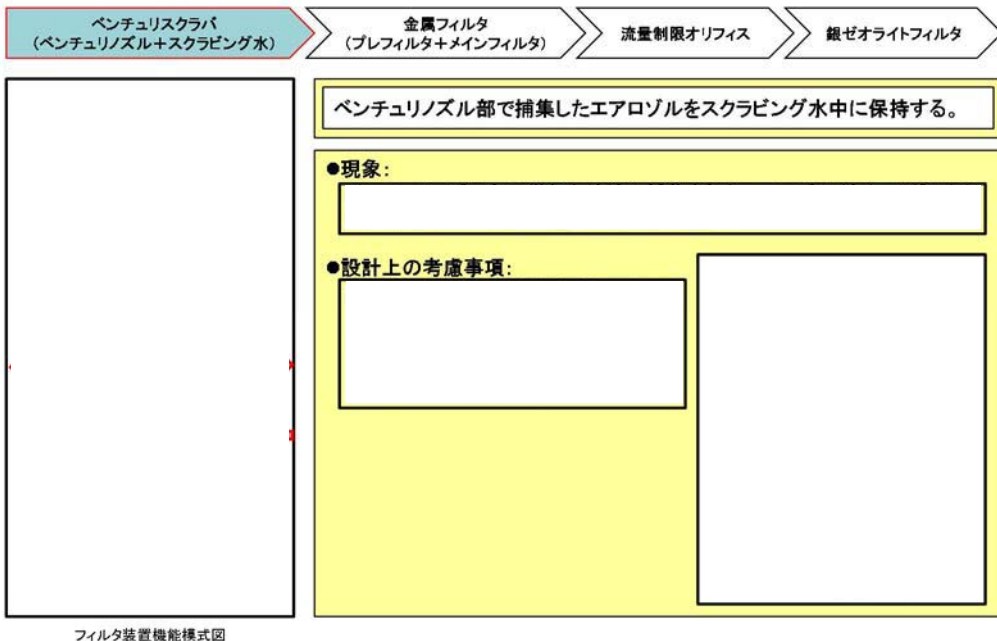 ベンチュリスクラバ
(ベンチュリノズル+スクラビング水)
金属フィルタ
(プレフィルタ+メインフィルタ)
流量制限オリフィス
銀ゼオライトフィルタ
ベンチュリノズル部で捕集したエアロゾルをスクラビング水中に保持する。
●現象:
●設計上の考慮事項:
フィルタ装置機能模式図